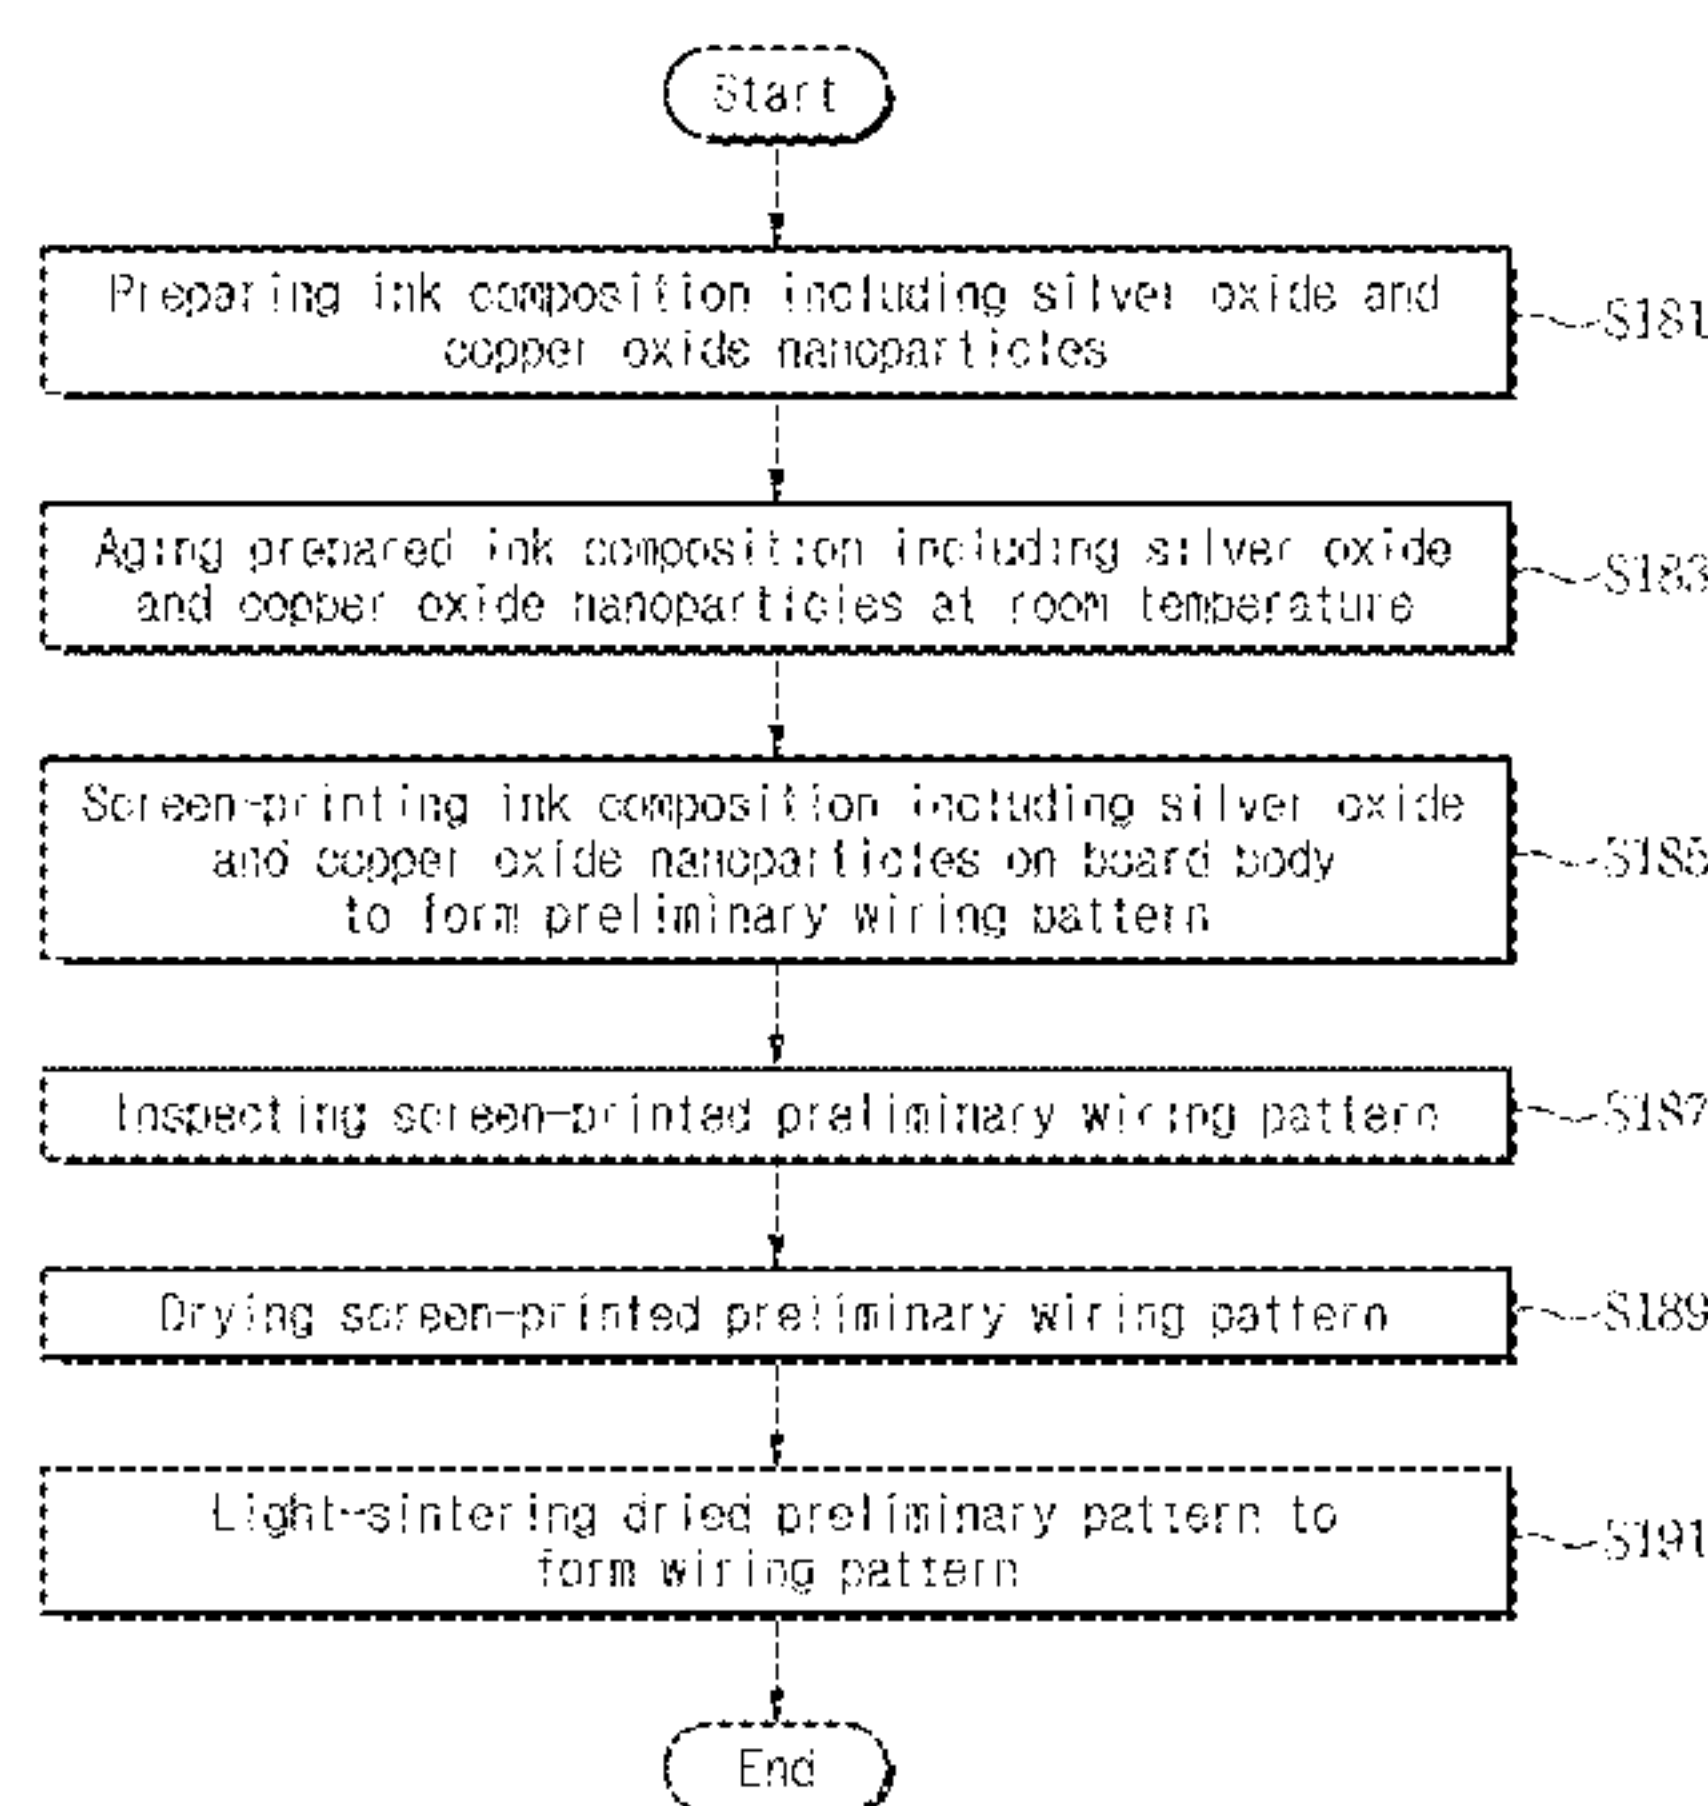 Start
Preparing ink composition including silver oxide and
copper oxide nanoparticles
S181
Aging prepared ink composition including silver oxide
and copper oxide nanoparticles at room temperature
S183
Screen-printing ink composition including silver oxide
and copper oxide nanoparticles on board body
to form preliminary wiring pattern
S185
Inspecting screen-printed preliminary wiring pattern
S187
Drying screen-printed preliminary wiring pattern
S189
Light-sintering dried preliminary pattern to
form wiring pattern
S191
End